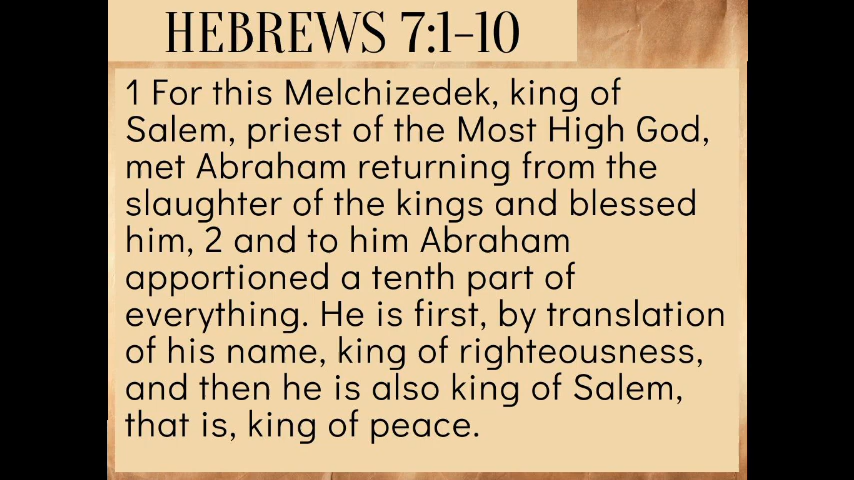 HEBREWS 7:1-10
1 For this Melchizedek, king of
Salem, priest of the Most High God,
met Abraham returning from the
slaughter of the kings and blessed
him, 2 and to him Abraham
apportioned a tenth part of
everything. He is first, by translation
of his name, king of righteousness,
and then he is also king of Salem,
that is, king of peace.